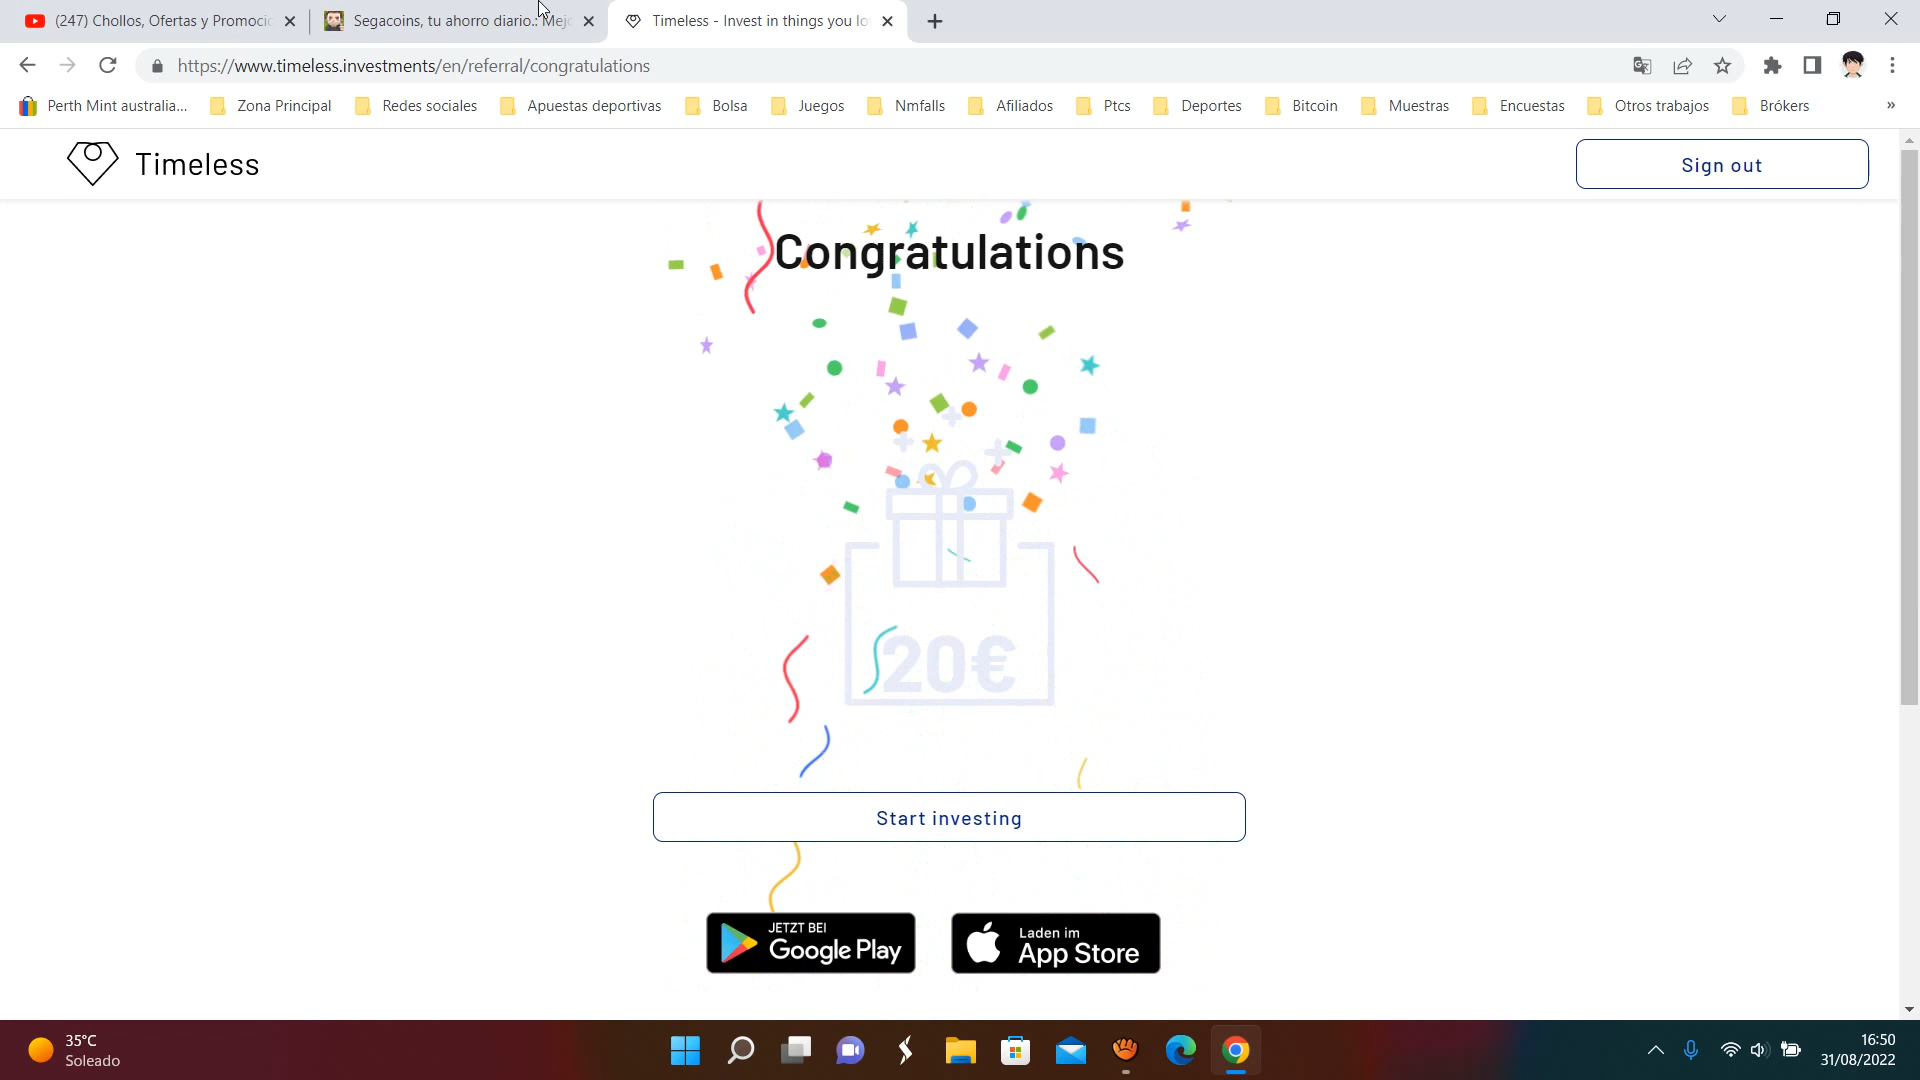 (247) Chollos, Ofertas y Promocio
Segacoins, tu ahorro diario.: Mejo
Timeless - Invest in things you lo
https://www.timeless.investments/en/referral/congratulations
Perth Mint australia...
Zona Principal
Redes sociales
Apuestas deportivas
Bolsa
Juegos
Nmfalls
Afiliados
Ptcs
Deportes
Bitcoin
Muestras
Encuestas
Otros trabajos
Brókers
»
Timeless
Sign out
Congratulations
20€
Start investing
JETZT BEI
Google Play
Laden im
App Store
35°C
Soleado
16:50
31/08/2022